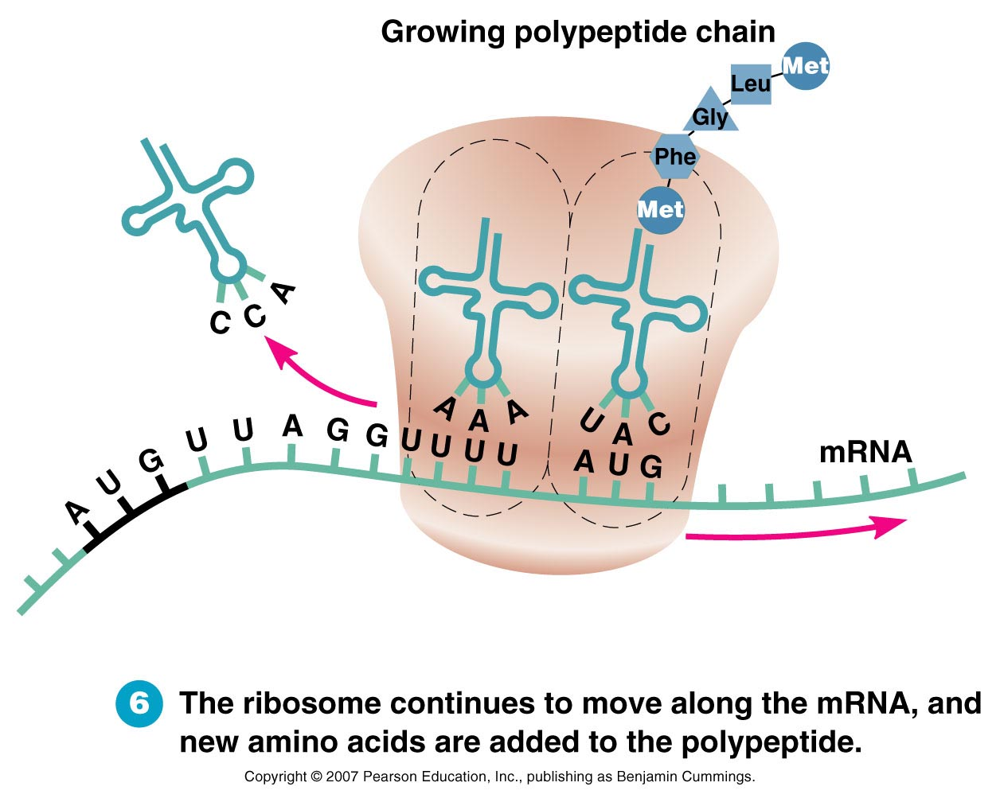 Growing polypeptide chain
Met
Leu
Gly
Phe
Met
C C A
A A A
U A C
A U G U U A G G U U U U A U G
mRNA
6 The ribosome continues to move along the mRNA, and
new amino acids are added to the polypeptide.
Copyright © 2007 Pearson Education, Inc., publishing as Benjamin Cummings.